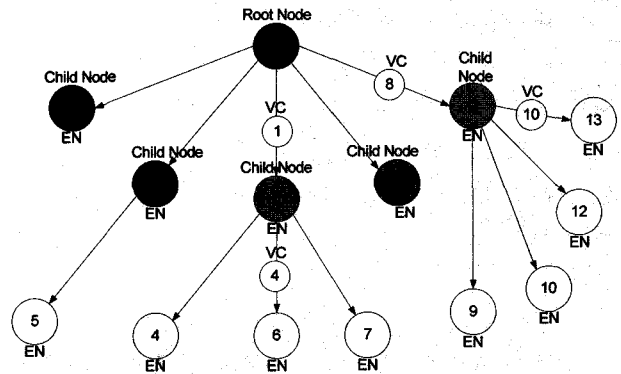 Root Node
EN
VC
8
Child
Node
EN
VC
10
13
EN
Child Node
EN
VC
1
Child Node
EN
Child Node
EN
Child Node
EN
12
EN
VC
4
5
EN
4
EN
6
EN
7
EN
9
EN
10
EN